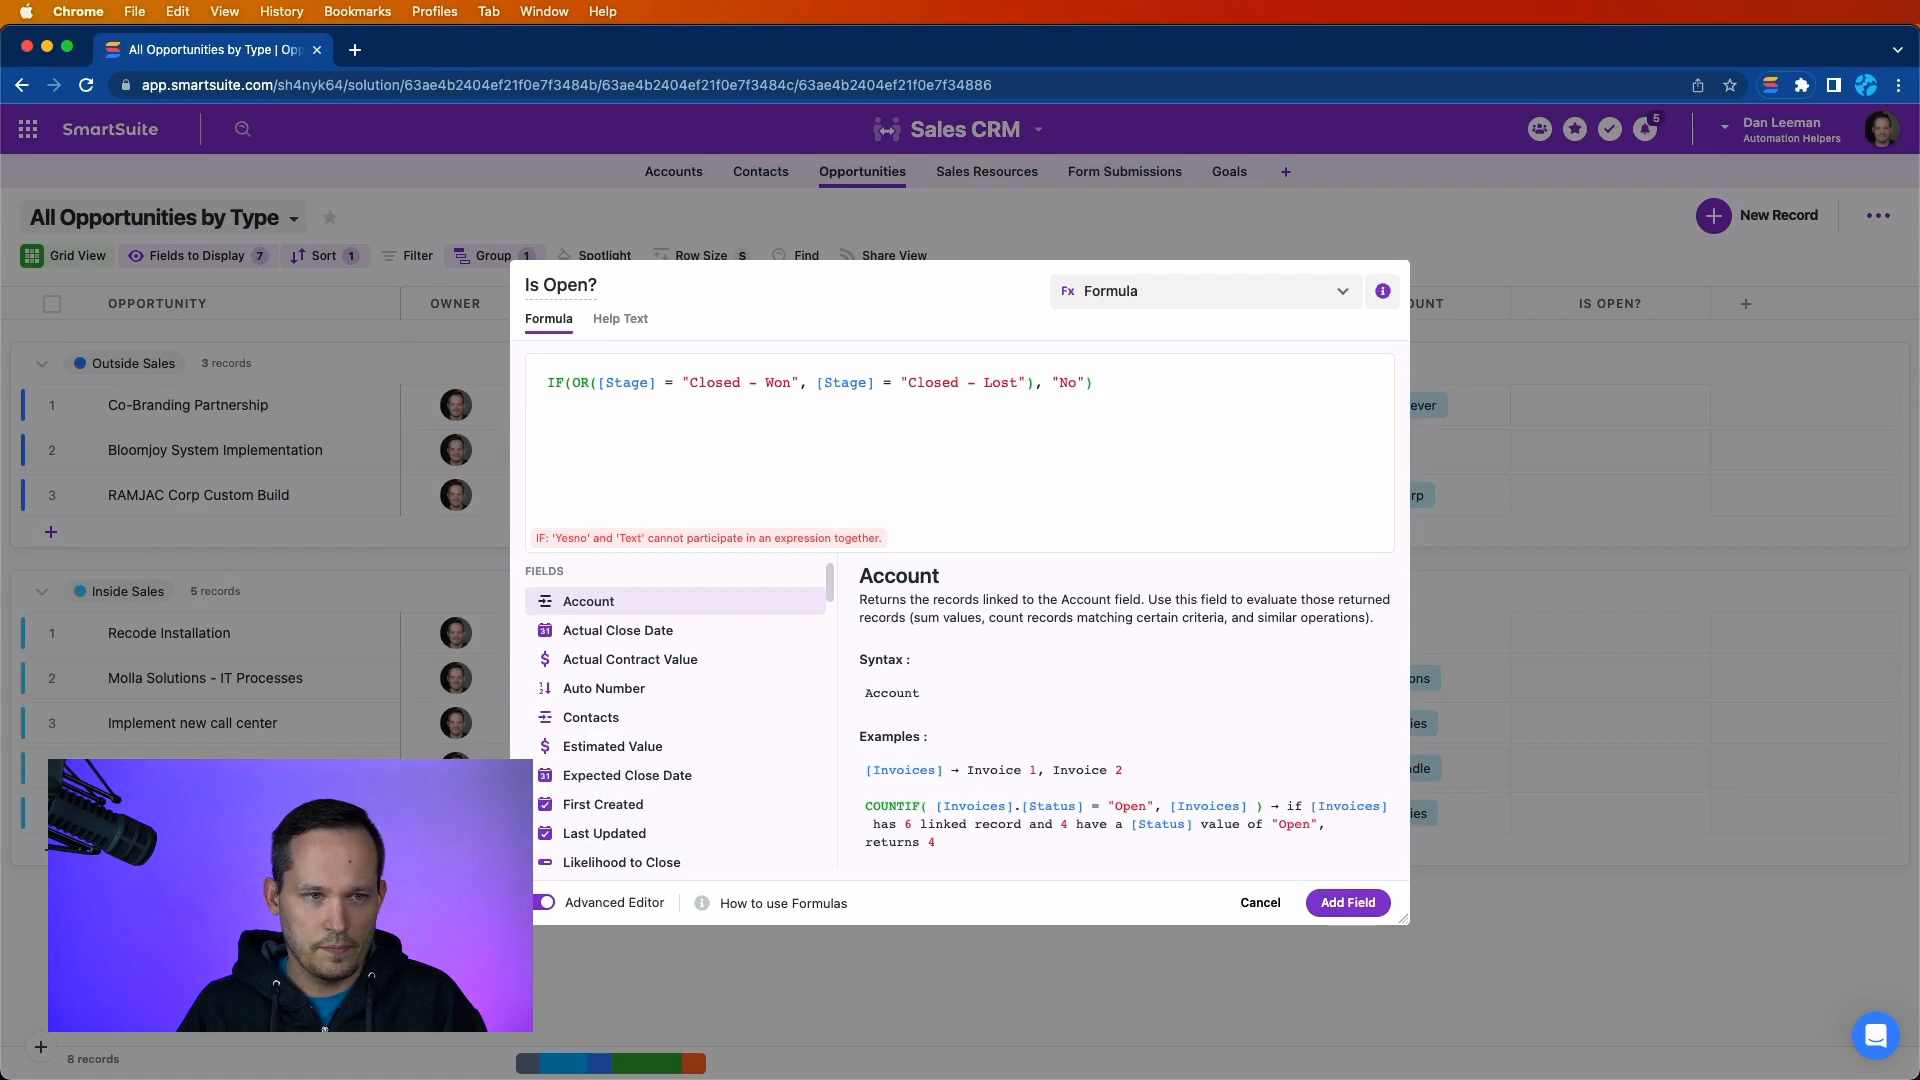 Chrome File Edit View History Bookmarks Profiles Tab Window Help
All Opportunities by Type | Opp
app.smartsuite.com/sh4nyk64/solution/63ae4b2404ef21f0e7f3484b/63ae4b2404ef21f0e7f3484c/63ae4b2404ef21f0e7f34886
SmartSuite
Sales CRM
5
Dan Leeman
Automation Helpers
Accounts Contacts Opportunities Sales Resources Form Submissions Goals +
All Opportunities by Type
New Record
Grid View Fields to Display 7 Sort 1 Filter Group 1 Spotlight Row Size S Find Share View
OPPORTUNITY OWNER OUNT IS OPEN? +
Outside Sales 3 records
1 Co-Branding Partnership ever
2 Bloomjoy System Implementation
3 RAMJAC Corp Custom Build rp
+
Inside Sales 5 records
1 Recode Installation
2 Molla Solutions - IT Processes ons
3 Implement new call center ies
ndle
ies
+
8 records
Is Open?
Fx Formula
Formula Help Text
IF(OR([Stage] = "Closed - Won", [Stage] = "Closed - Lost"), "No")
IF: 'Yesno' and 'Text' cannot participate in an expression together.
FIELDS
Account
31 Actual Close Date
$ Actual Contract Value
Auto Number
Contacts
$ Estimated Value
31 Expected Close Date
First Created
Last Updated
Likelihood to Close
Account
Returns the records linked to the Account field. Use this field to evaluate those returned
records (sum values, count records matching certain criteria, and similar operations).
Syntax :
Account
Examples :
[Invoices] → Invoice 1, Invoice 2
COUNTIF( [Invoices].[Status] = "Open", [Invoices] ) → if [Invoices]
has 6 linked record and 4 have a [Status] value of "Open",
returns 4
Advanced Editor How to use Formulas
Cancel Add Field